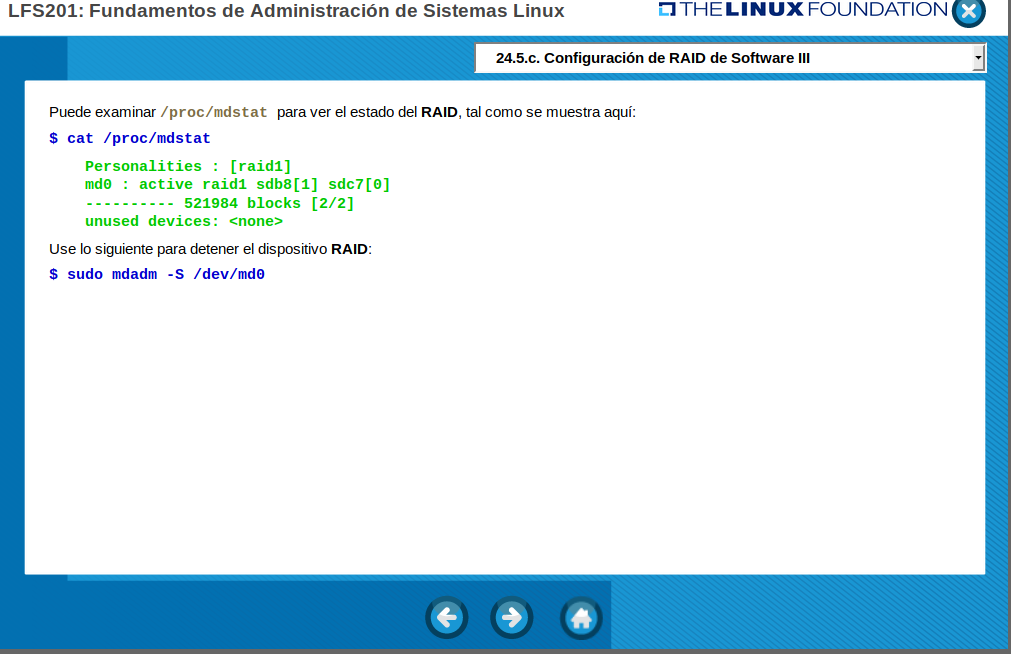 LFS201: Fundamentos de Administración de Sistemas Linux
THE LINUX FOUNDATION
24.5.c. Configuración de RAID de Software III
Puede examinar /proc/mdstat para ver el estado del RAID, tal como se muestra aquí:
$ cat /proc/mdstat
Personalities : [raid1]
md0 : active raid1 sdb8[1] sdc7[0]
---------- 521984 blocks [2/2]
unused devices: <none>
Use lo siguiente para detener el dispositivo RAID:
$ sudo mdadm -S /dev/md0